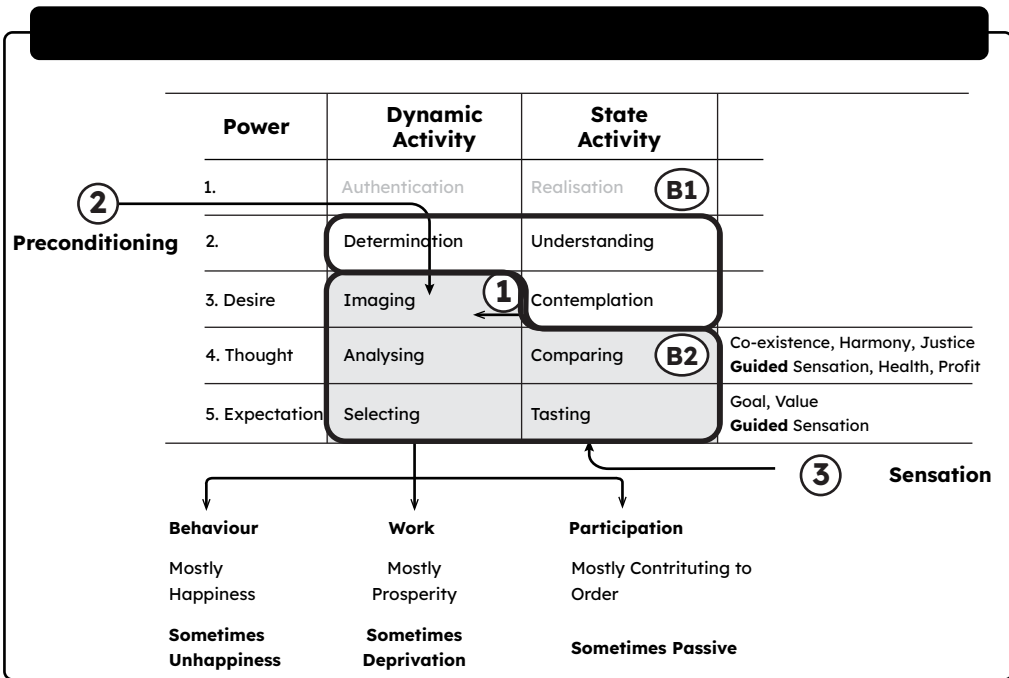 Power
Dynamic
Activity
State
Activity
1.
Authentication
Realisation
B1
2
Preconditioning
2.
Determination
Understanding
3. Desire
Imaging
1
Contemplation
4. Thought
Analysing
Comparing
B2
Co-existence, Harmony, Justice
Guided Sensation, Health, Profit
5. Expectation
Selecting
Tasting
Goal, Value
Guided Sensation
3
Sensation
Behaviour
Work
Participation
Mostly
Happiness
Mostly
Prosperity
Mostly Contrituting to
Order
Sometimes
Unhappiness
Sometimes
Deprivation
Sometimes Passive